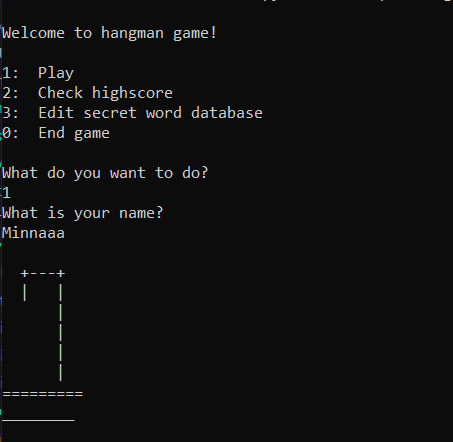 Welcome to hangman game!
1:  Play
2:  Check highscore
3:  Edit secret word database
0:  End game
What do you want to do?
1
What is your name?
Minnaaa
  +---+
  |   |
      |
      |
      |
      |
=========
________